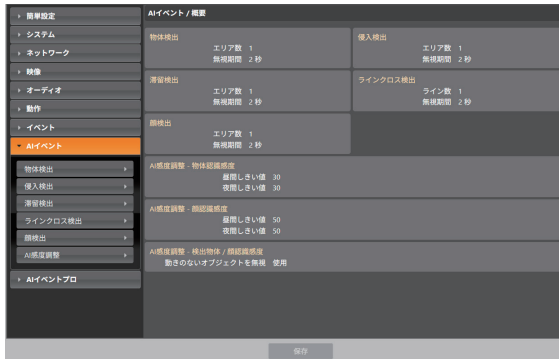 簡単設定
システム
ネットワーク
映像
オーディオ
動作
イベント
AIイベント
物体検出
侵入検出
滞留検出
ラインクロス検出
顔検出
AI感度調整
AIイベントプロ
AIイベント / 概要
物体検出
エリア数 1
無視期間 2 秒
侵入検出
エリア数 1
無視期間 2 秒
滞留検出
エリア数 1
無視期間 2 秒
ラインクロス検出
ライン数 1
無視期間 2 秒
顔検出
エリア数 1
無視期間 2 秒
AI感度調整 - 物体認識感度
昼間しきい値 30
夜間しきい値 30
AI感度調整 - 顔認識感度
昼間しきい値 50
夜間しきい値 50
AI感度調整 - 検出物体 / 顔認識感度
動きのないオブジェクトを無視 使用
保存